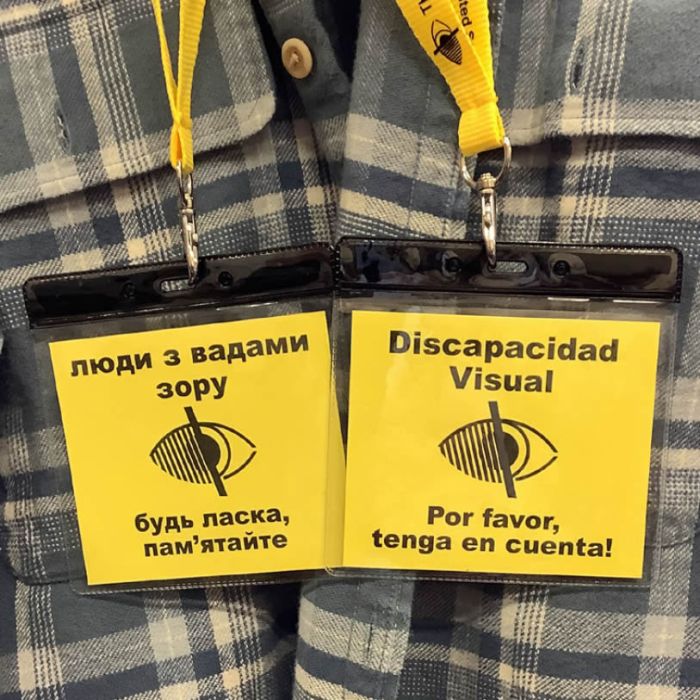 люди з вадами
зору
будь ласка,
пам'ятайте
Discapacidad
Visual
Por favor,
tenga en cuenta!